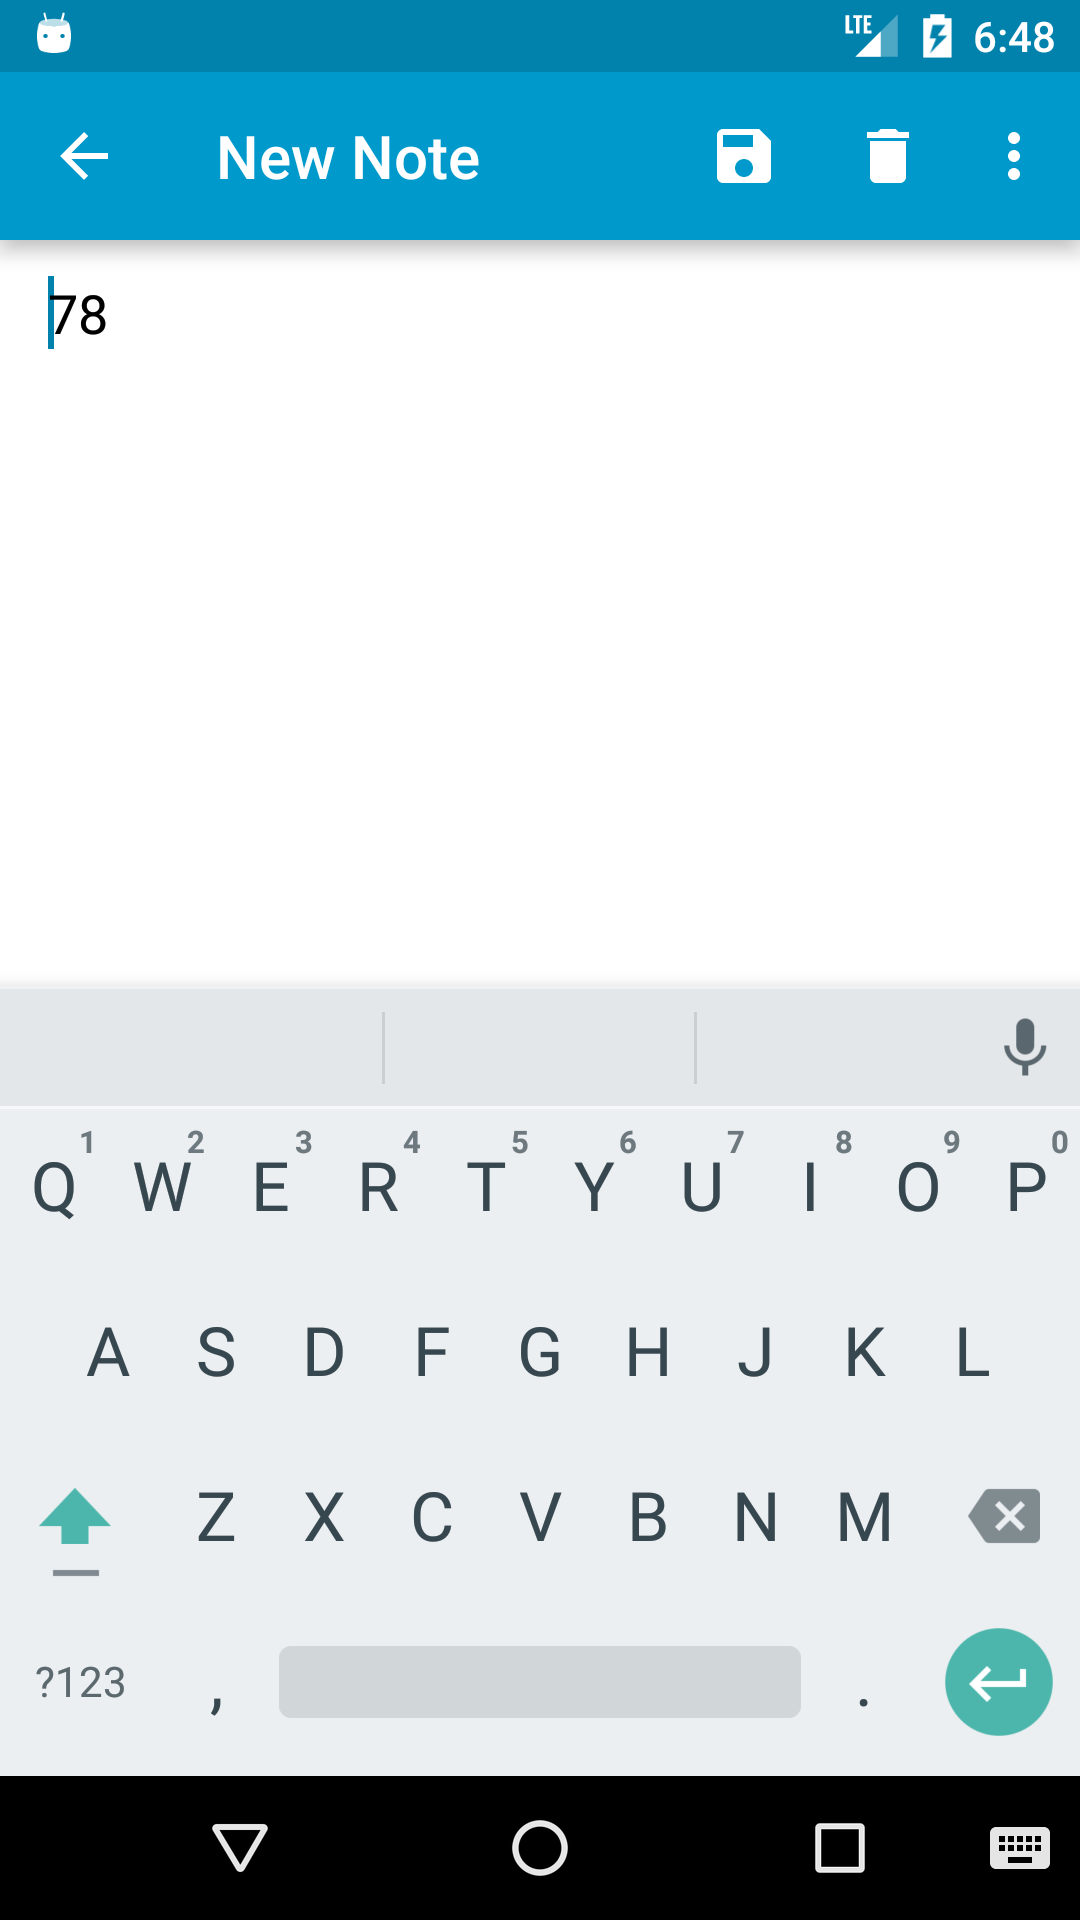 LTE 6:48
New Note
78
1 2 3 4 5 6 7 8 9 0
Q W E R T Y U I O P
A S D F G H J K L
Z X C V B N M
?123 , .